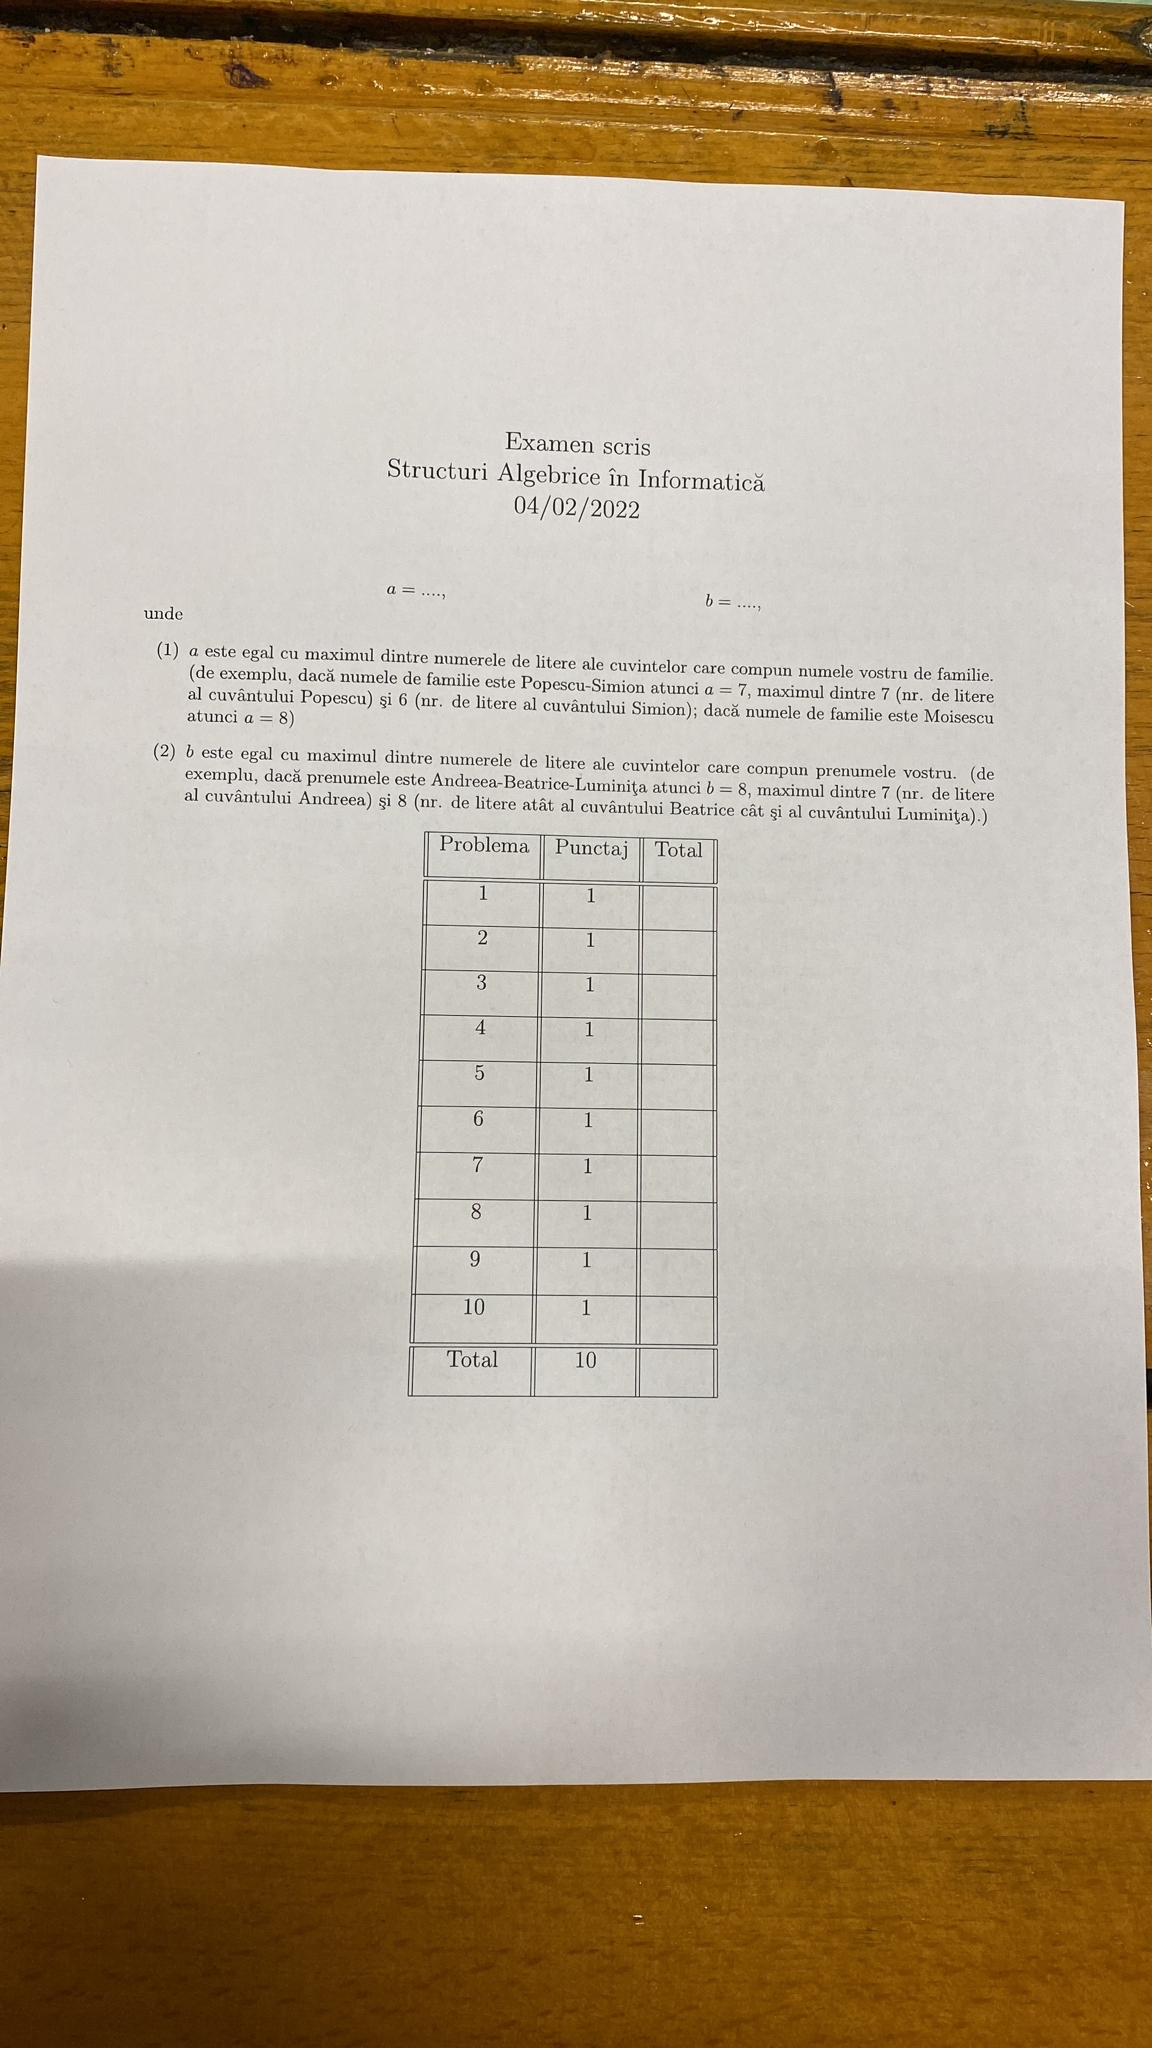 Examen scris
Structuri Algebrice în Informatică
04/02/2022
a = ...., b = ....,
unde
(1) a este egal cu maximul dintre numerele de litere ale cuvintelor care compun numele vostru de familie.
(de exemplu, dacă numele de familie este Popescu-Simion atunci a = 7, maximul dintre 7 (nr. de litere
al cuvântului Popescu) şi 6 (nr. de litere al cuvântului Simion); dacă numele de familie este Moisescu
atunci a = 8)
(2) b este egal cu maximul dintre numerele de litere ale cuvintelor care compun prenumele vostru. (de
exemplu, dacă prenumele este Andreea-Beatrice-Luminiţa atunci b = 8, maximul dintre 7 (nr. de litere
al cuvântului Andreea) şi 8 (nr. de litere atât al cuvântului Beatrice cât şi al cuvântului Luminiţa).)
Problema Punctaj Total
1 1
2 1
3 1
4 1
5 1
6 1
7 1
8 1
9 1
10 1
Total 10